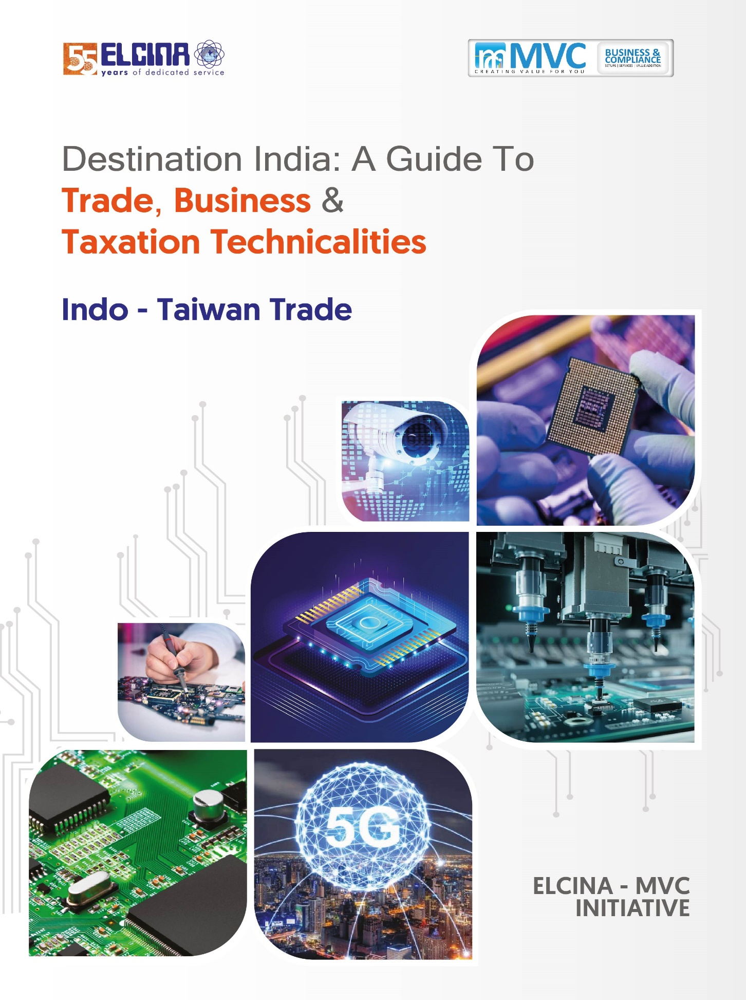 55 ELCINA
years of dedicated service
MVC
CREATING VALUE FOR YOU
BUSINESS &
COMPLIANCE
SETUPS | SERVICES | VALUE ADDITION
Destination India: A Guide To
Trade, Business &
Taxation Technicalities
Indo - Taiwan Trade
5G
ELCINA - MVC
INITIATIVE